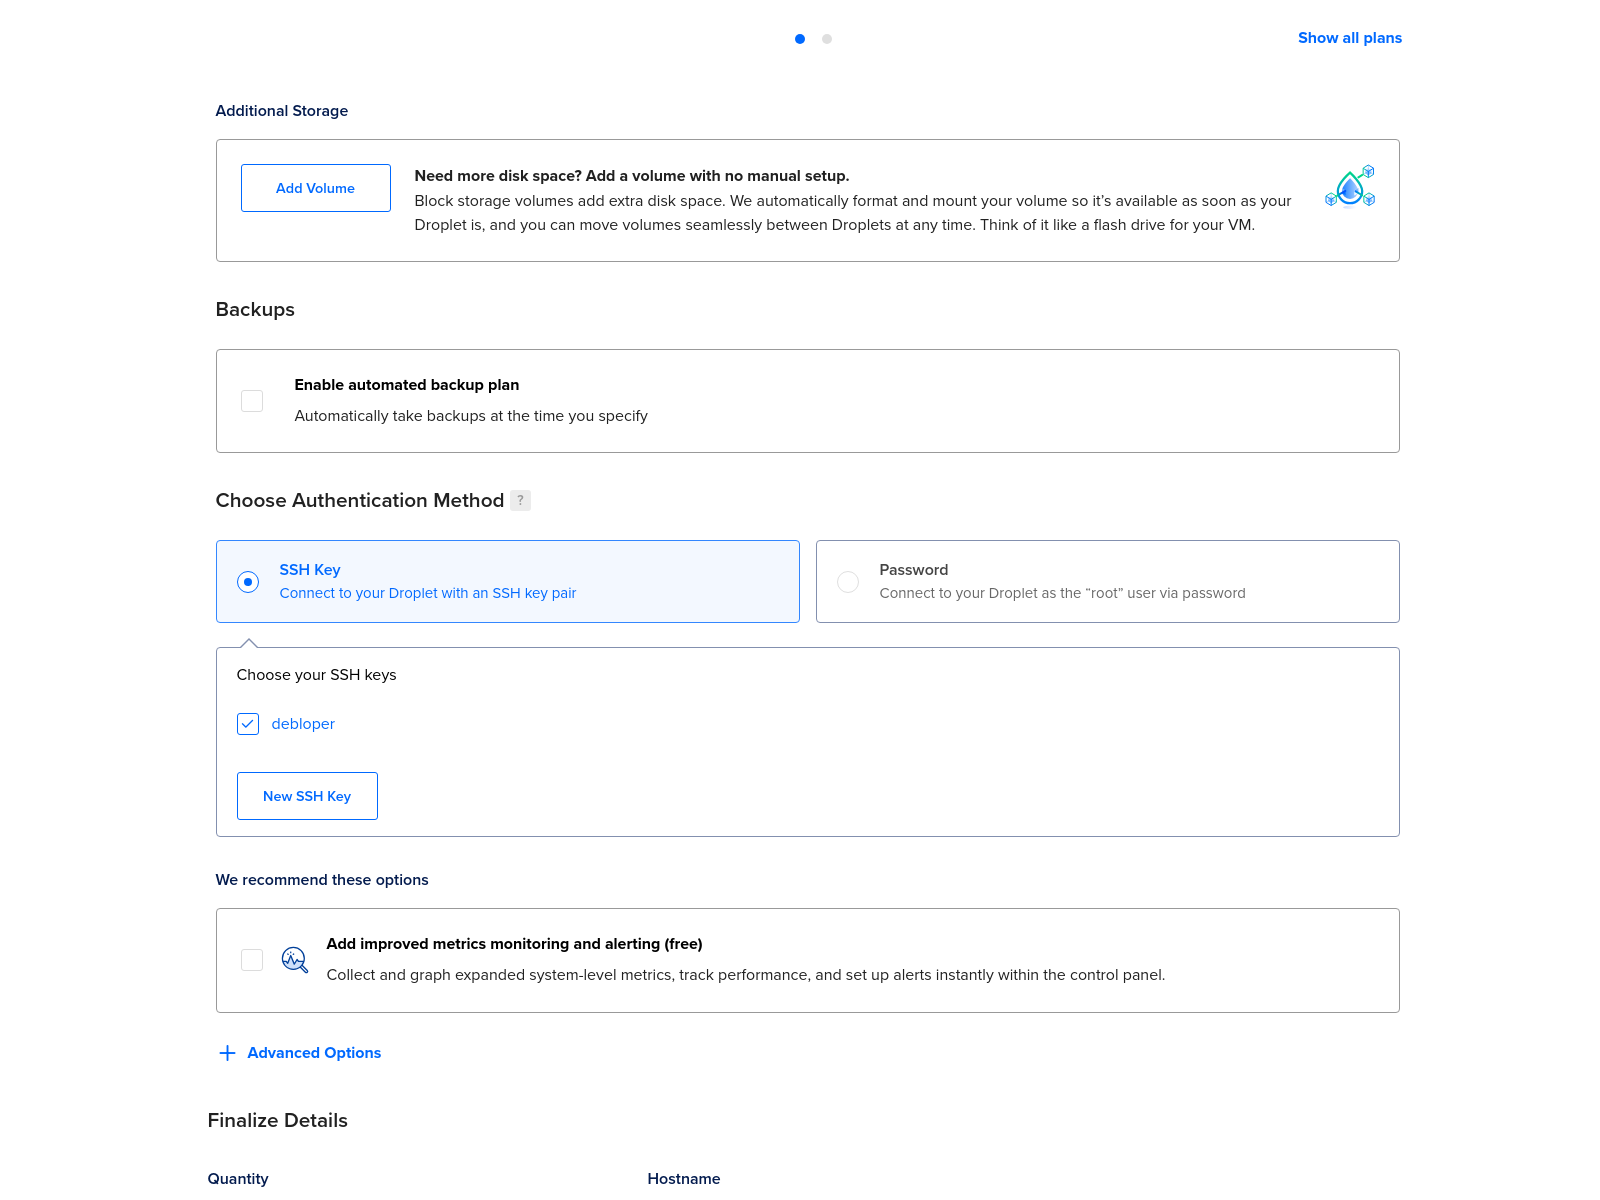 Show all plans
Additional Storage
Add Volume
Need more disk space? Add a volume with no manual setup.
Block storage volumes add extra disk space. We automatically format and mount your volume so it’s available as soon as your
Droplet is, and you can move volumes seamlessly between Droplets at any time. Think of it like a flash drive for your VM.
Backups
Enable automated backup plan
Automatically take backups at the time you specify
Choose Authentication Method ?
SSH Key
Connect to your Droplet with an SSH key pair
Password
Connect to your Droplet as the “root” user via password
Choose your SSH keys
debloper
New SSH Key
We recommend these options
Add improved metrics monitoring and alerting (free)
Collect and graph expanded system-level metrics, track performance, and set up alerts instantly within the control panel.
Advanced Options
Finalize Details
Quantity
Hostname